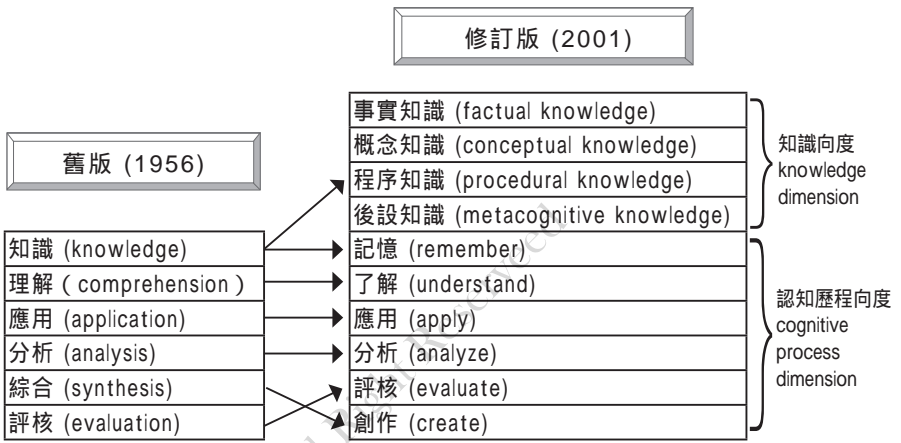 修訂版 (2001)
舊版 (1956)
事實知識 (factual knowledge)
概念知識 (conceptual knowledge)
程序知識 (procedural knowledge)
後設知識 (metacognitive knowledge)
知識向度
knowledge
dimension
知識 (knowledge)
理解 ( comprehension )
應用 (application)
分析 (analysis)
綜合 (synthesis)
評核 (evaluation)
記憶 (remember)
了解 (understand)
應用 (apply)
分析 (analyze)
評核 (evaluate)
創作 (create)
認知歷程向度
cognitive
process
dimension
Right Reserved